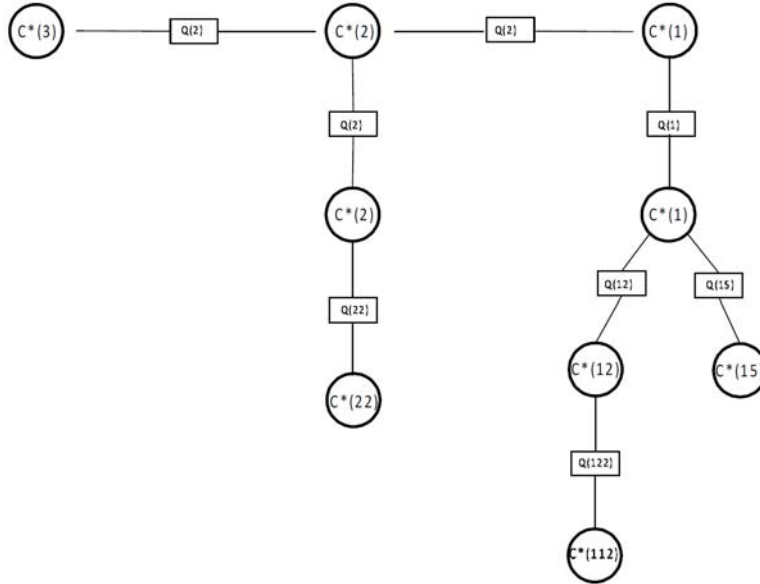 C*(3) Q(2) C*(2) Q(2) C*(1)
Q(2) Q(1)
C*(2) C*(1)
Q(22) Q(12) Q(15)
C*(22) C*(12) C*(15)
Q(122)
C*(112)